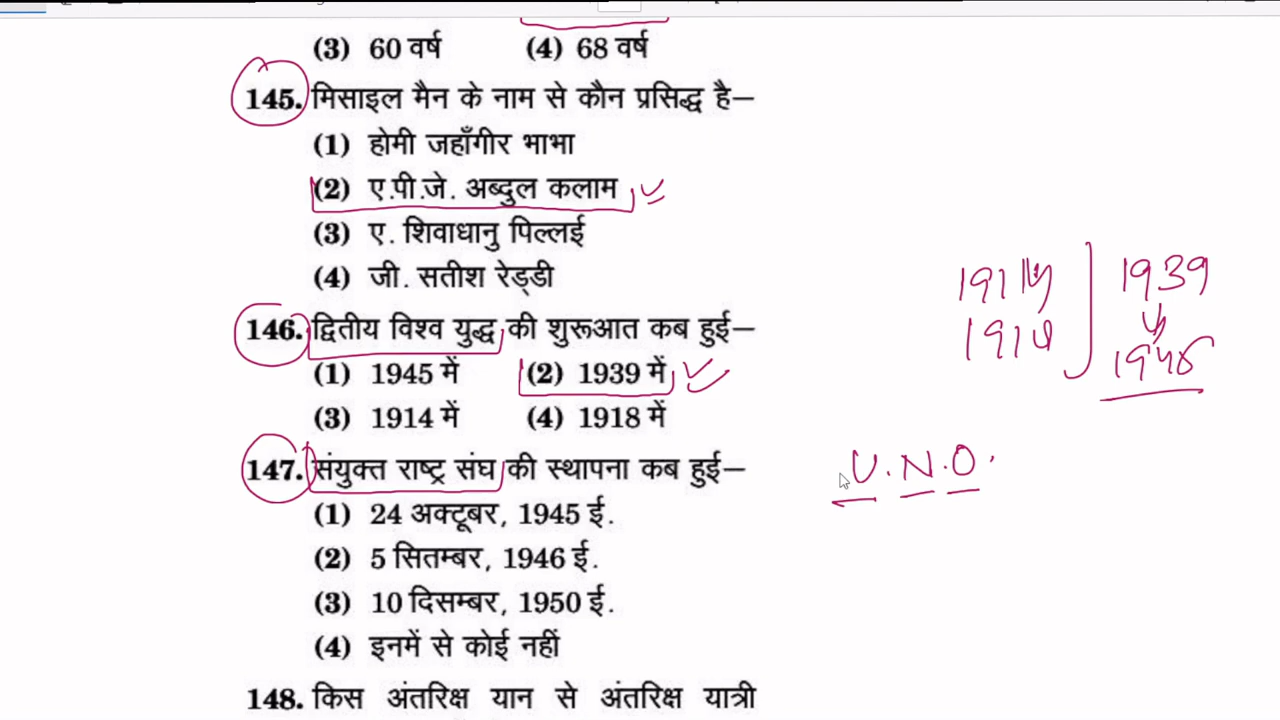 (3) 60 वर्ष (4) 68 वर्ष
145. मिसाइल मैन के नाम से कौन प्रसिद्ध है–
(1) होमी जहाँगीर भाभा
(2) ए.पी.जे. अब्दुल कलाम
(3) ए. शिवाधानु पिल्लई
(4) जी. सतीश रेड्डी
146. द्वितीय विश्व युद्ध की शुरूआत कब हुई–
(1) 1945 में (2) 1939 में
(3) 1914 में (4) 1918 में
1914 1939
1918 1945
147. संयुक्त राष्ट्र संघ की स्थापना कब हुई–
U.N.O.
(1) 24 अक्टूबर, 1945 ई.
(2) 5 सितम्बर, 1946 ई.
(3) 10 दिसम्बर, 1950 ई.
(4) इनमें से कोई नहीं
148. किस अंतरिक्ष यान से अंतरिक्ष यात्री